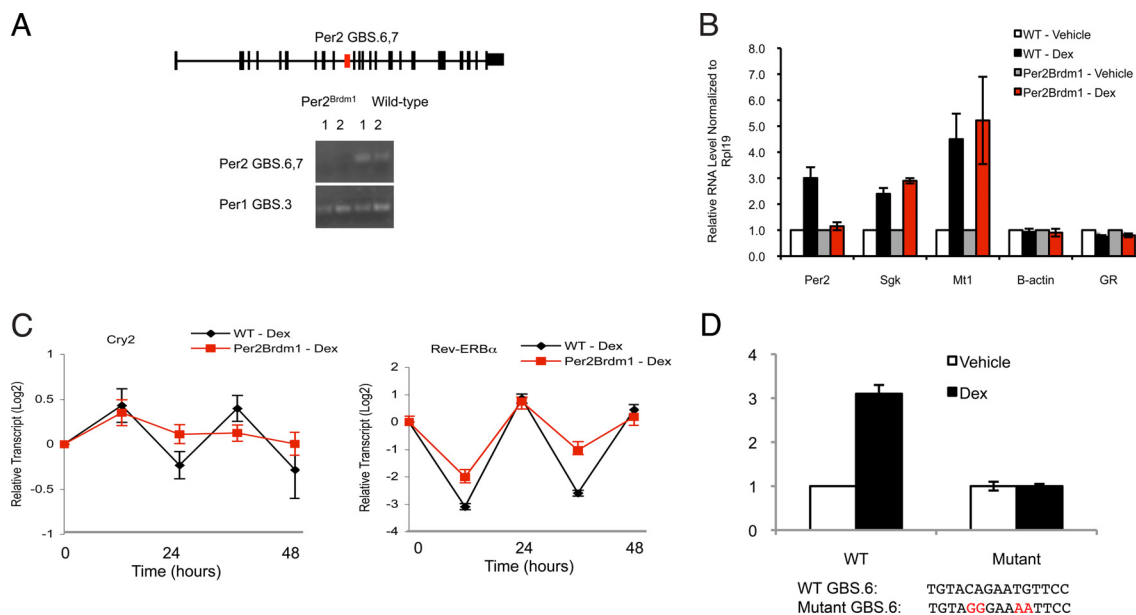 A
Per2 GBS.6,7
Per2Brdm1 Wild-type
1 2 1 2
Per2 GBS.6,7
Per1 GBS.3
B
Relative RNA Level Normalized to
Rpl19
8.0
7.0
6.0
5.0
4.0
3.0
2.0
1.0
0.0
WT - Vehicle
WT - Dex
Per2Brdm1 - Vehicle
Per2Brdm1 - Dex
Per2 Sgk Mt1 B-actin GR
C
Cry2
WT - Dex
Per2Brdm1 - Dex
Relative Transcript (Log2)
1
0.5
0
-0.5
-1
0 24 48
Time (hours)
Rev-ERBα
WT - Dex
Per2Brdm1 - Dex
Relative Transcript (Log2)
2
1
0
-1
-2
-3
-4
0 24 48
Time (hours)
D
4
3
2
1
0
Vehicle
Dex
WT Mutant
WT GBS.6: TGTACAGAATGTTCC
Mutant GBS.6: TGTAGGGAAAATTCC